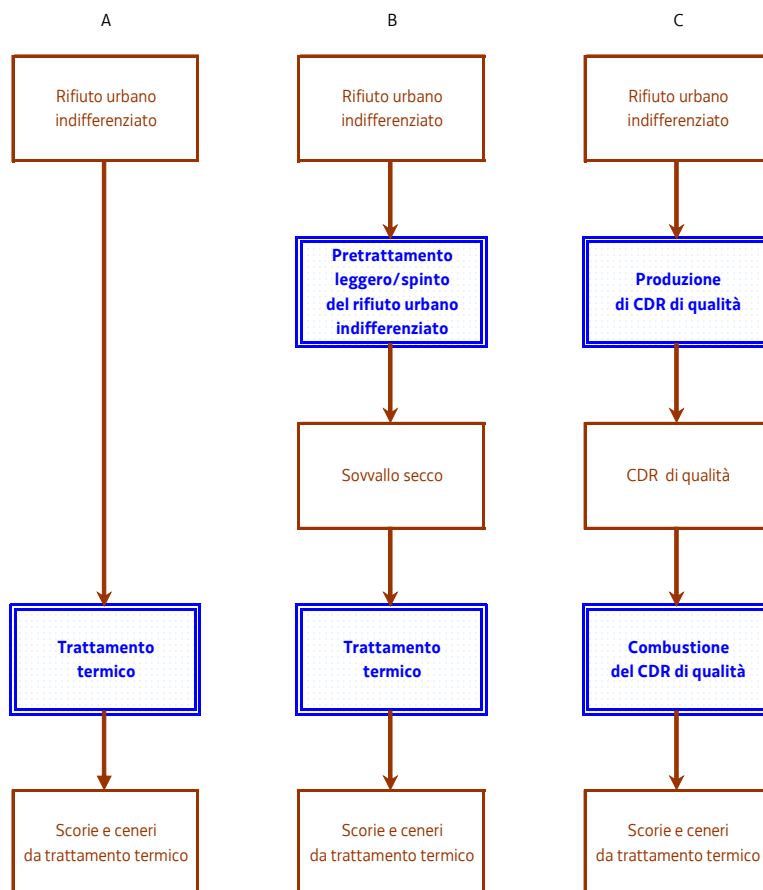 A
B
C
Rifiuto urbano
indifferenziato
Rifiuto urbano
indifferenziato
Rifiuto urbano
indifferenziato
Pretrattamento
leggero/spinto
del rifiuto urbano
indifferenziato
Produzione
di CDR di qualità
Sovvallo secco
CDR di qualità
Trattamento
termico
Trattamento
termico
Combustione
del CDR di qualità
Scorie e ceneri
da trattamento termico
Scorie e ceneri
da trattamento termico
Scorie e ceneri
da trattamento termico